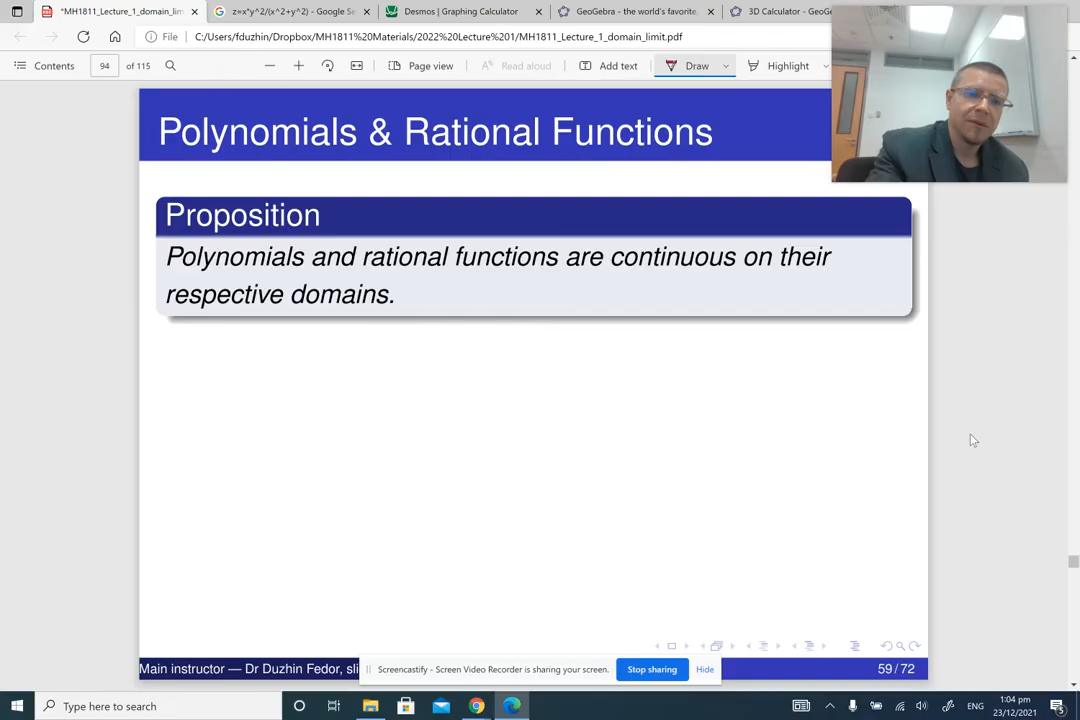 *MH1811_Lecture_1_domain_lim
z=x*y^2/(x^2+y^2) - Google Se
Desmos | Graphing Calculator
GeoGebra - the world's favorite,
3D Calculator - GeoGe
File
C:/Users/fduzhin/Dropbox/MH1811%20Materials/2022%20Lecture%201/MH1811_Lecture_1_domain_limit.pdf
Contents
94 of 115
Page view
Read aloud
Add text
Draw
Highlight
Polynomials & Rational Functions
Proposition
Polynomials and rational functions are continuous on their
respective domains.
Main instructor — Dr Duzhin Fedor, sli
59/72
Screencastify - Screen Video Recorder is sharing your screen.
Stop sharing
Hide
Type here to search
ENG
1:04 pm
23/12/2021
5